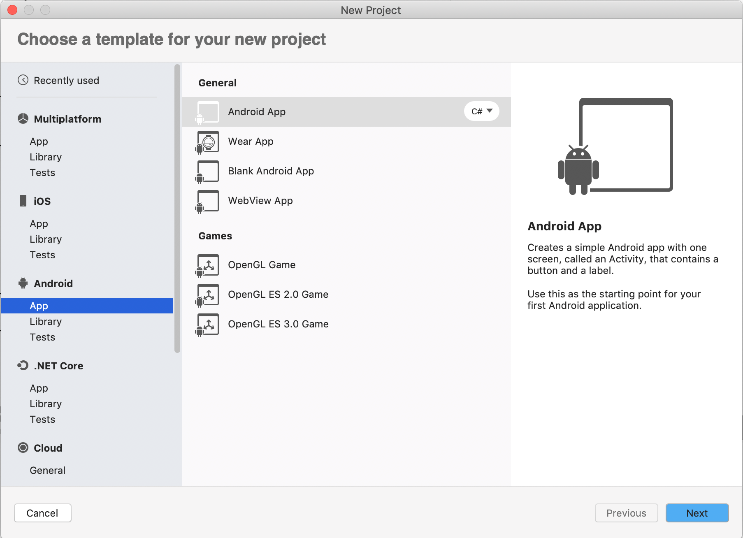 New Project
Choose a template for your new project
Recently used
Multiplatform
App
Library
Tests
iOS
App
Library
Tests
Android
App
Library
Tests
.NET Core
App
Library
Tests
Cloud
General
General
Android App
C#
Wear App
Blank Android App
WebView App
Games
OpenGL Game
OpenGL ES 2.0 Game
OpenGL ES 3.0 Game
Android App
Creates a simple Android app with one
screen, called an Activity, that contains a
button and a label.
Use this as the starting point for your
first Android application.
Cancel
Previous
Next